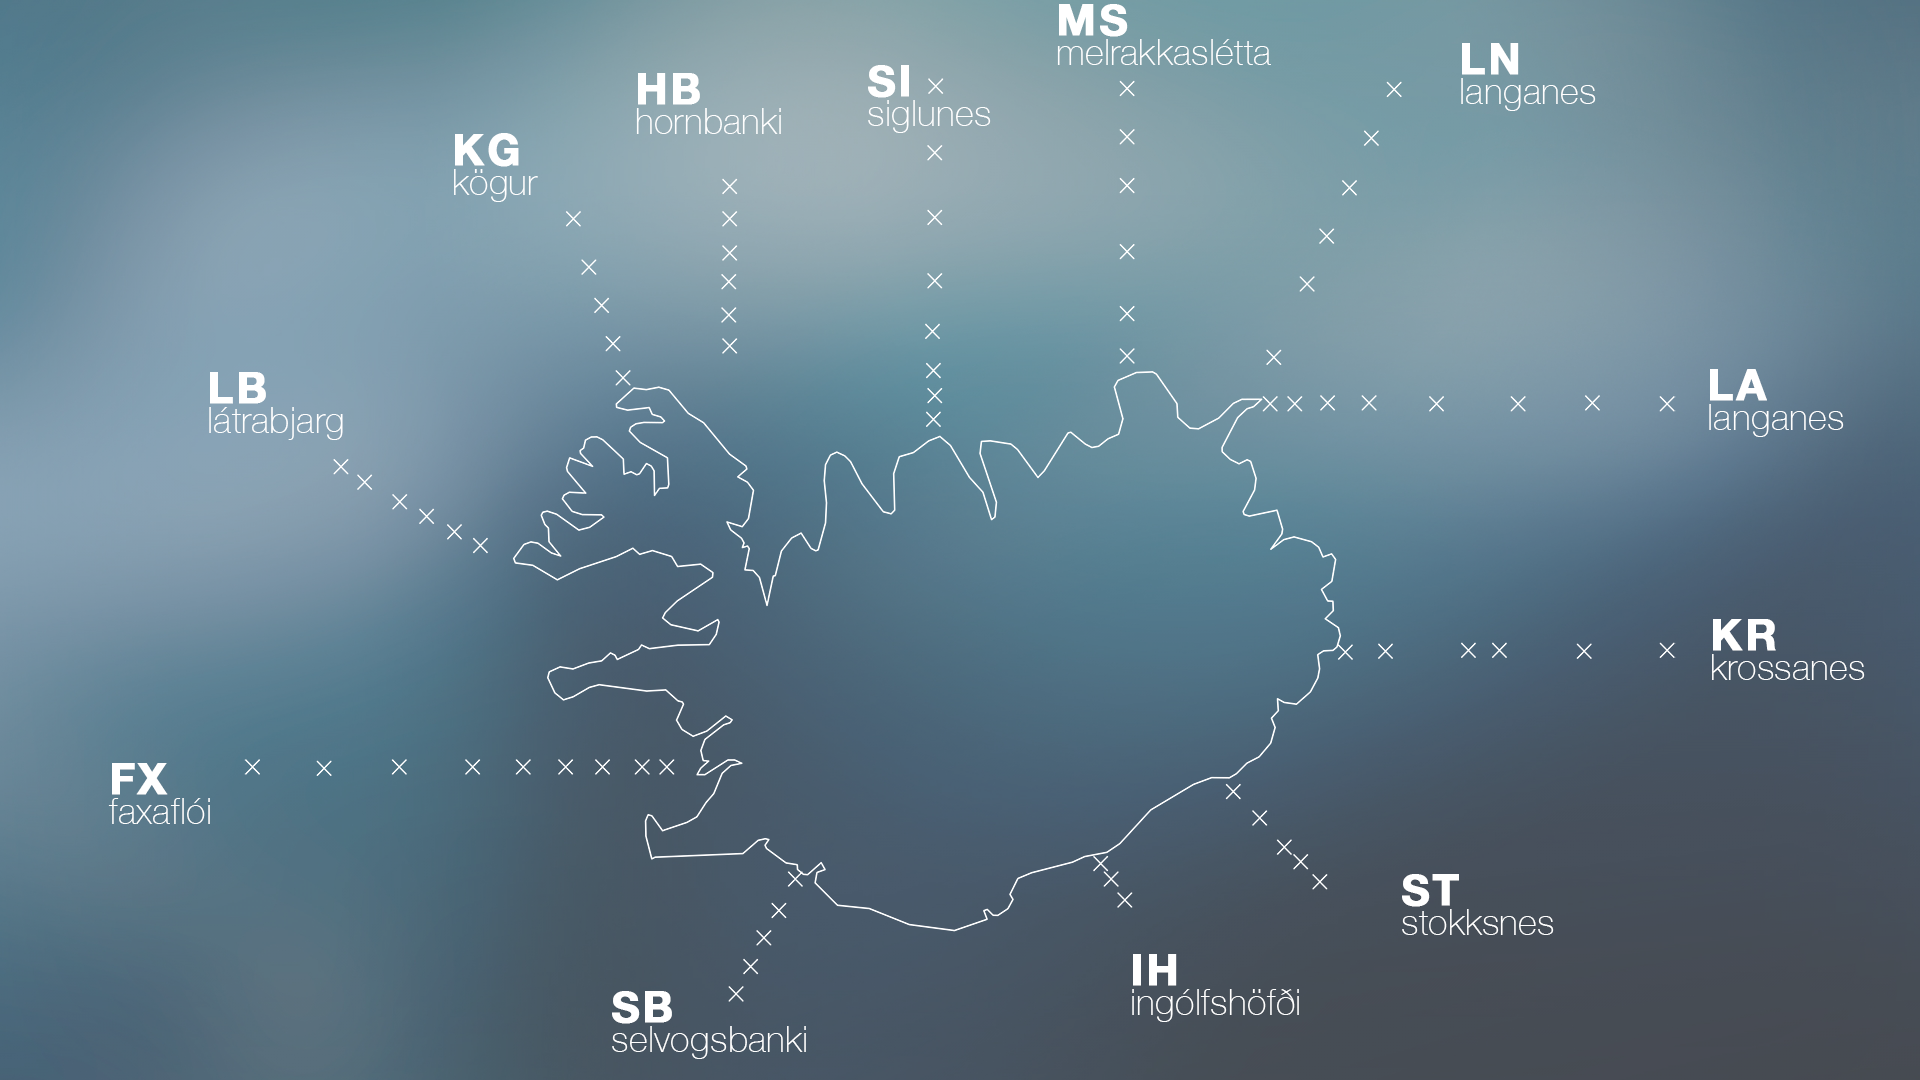 MS
melrakkaslétta
LN
langanes
SI
siglunes
HB
hornbanki
KG
kögur
LB
látrabjarg
LA
langanes
KR
krossanes
FX
faxaflói
ST
stokksnes
IH
ingólfshöfði
SB
selvogsbanki